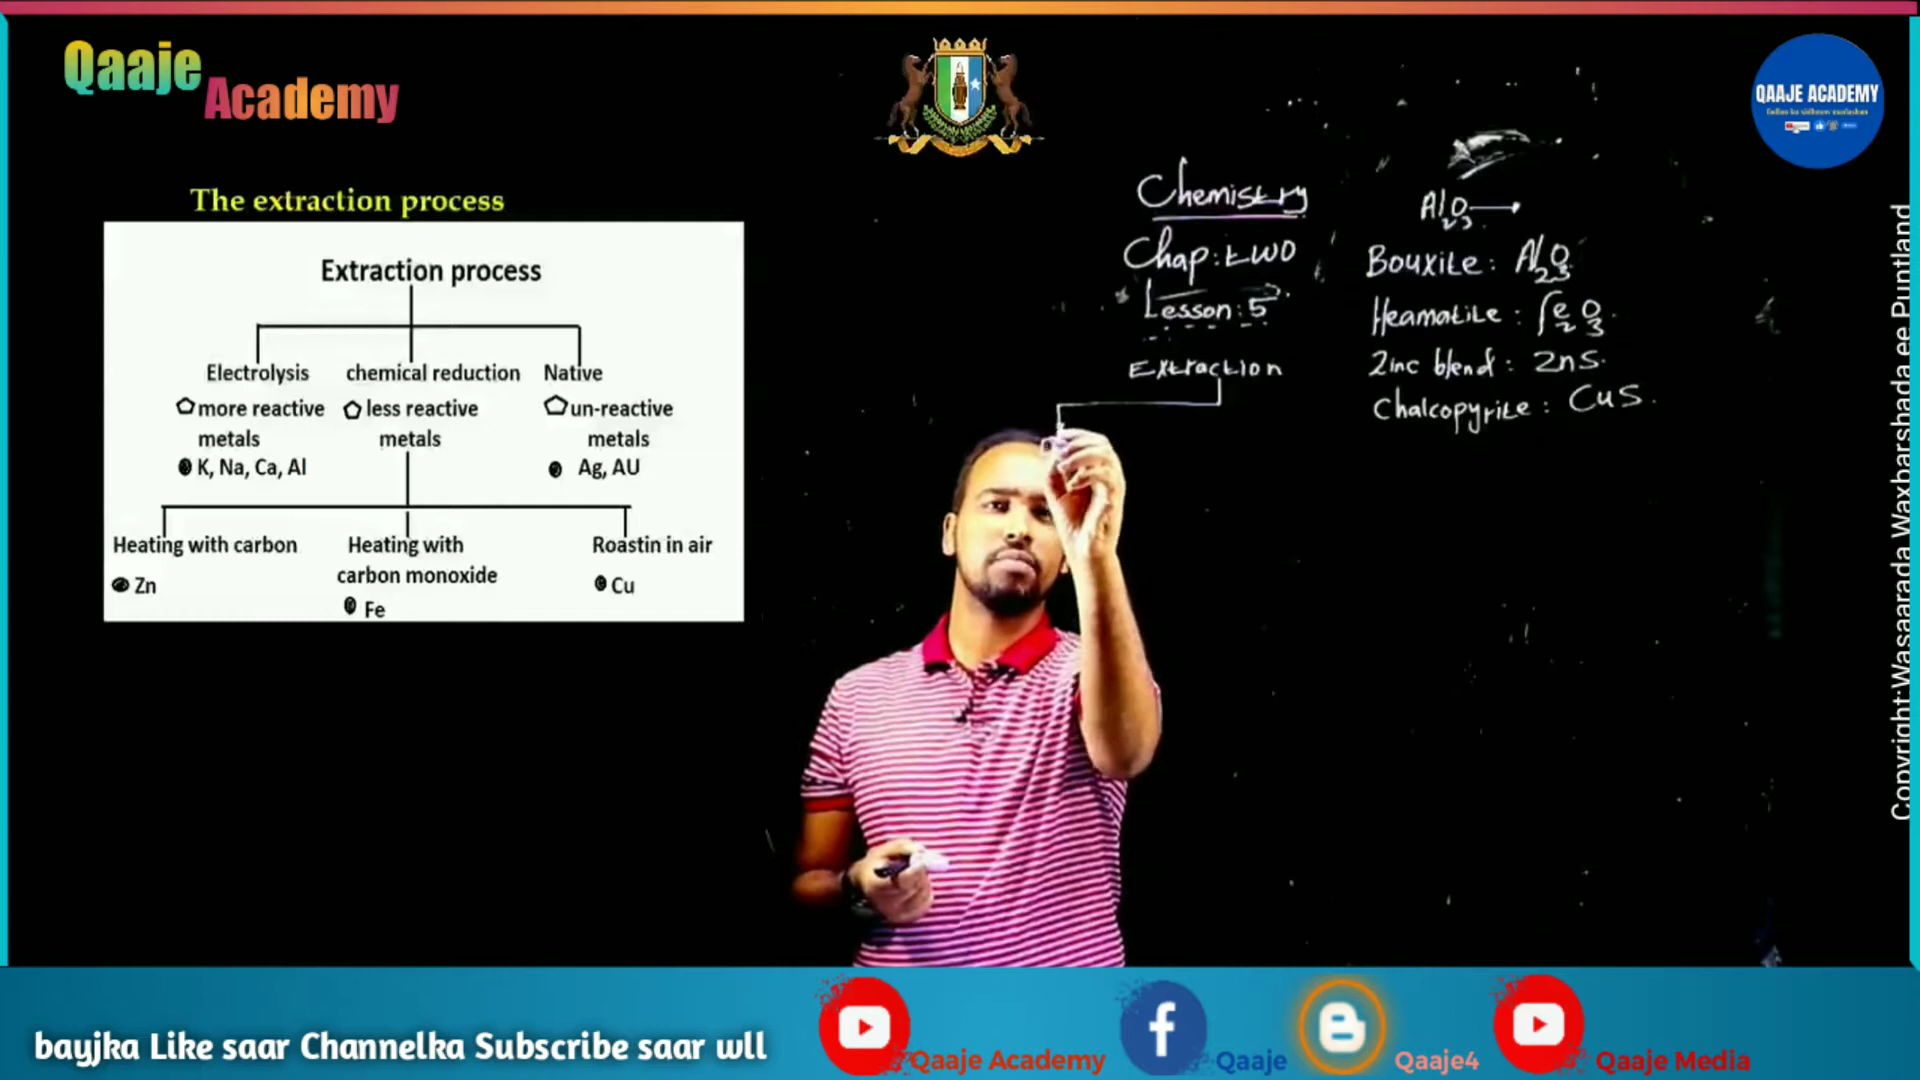 Qaaje
Academy
QAAJE ACADEMY
The extraction process
Extraction process
Electrolysis
more reactive
metals
K, Na, Ca, Al
chemical reduction
less reactive
metals
Native
un-reactive
metals
Ag, AU
Heating with carbon
Zn
Heating with
carbon monoxide
Fe
Roastin in air
Cu
Chemistry
Chap: two
Lesson: 5
Extraction
Al2O3
Bouxite: Al2O3
Heamatite: Fe2O3
Zinc blend: ZnS.
Chalcopyrite: CuS.
Copyright:Wasaarada Waxbarshada ee Puntland
bayjka Like saar Channelka Subscribe saar wll
Qaaje Academy
Qaaje
Qaaje4
Qaaje Media